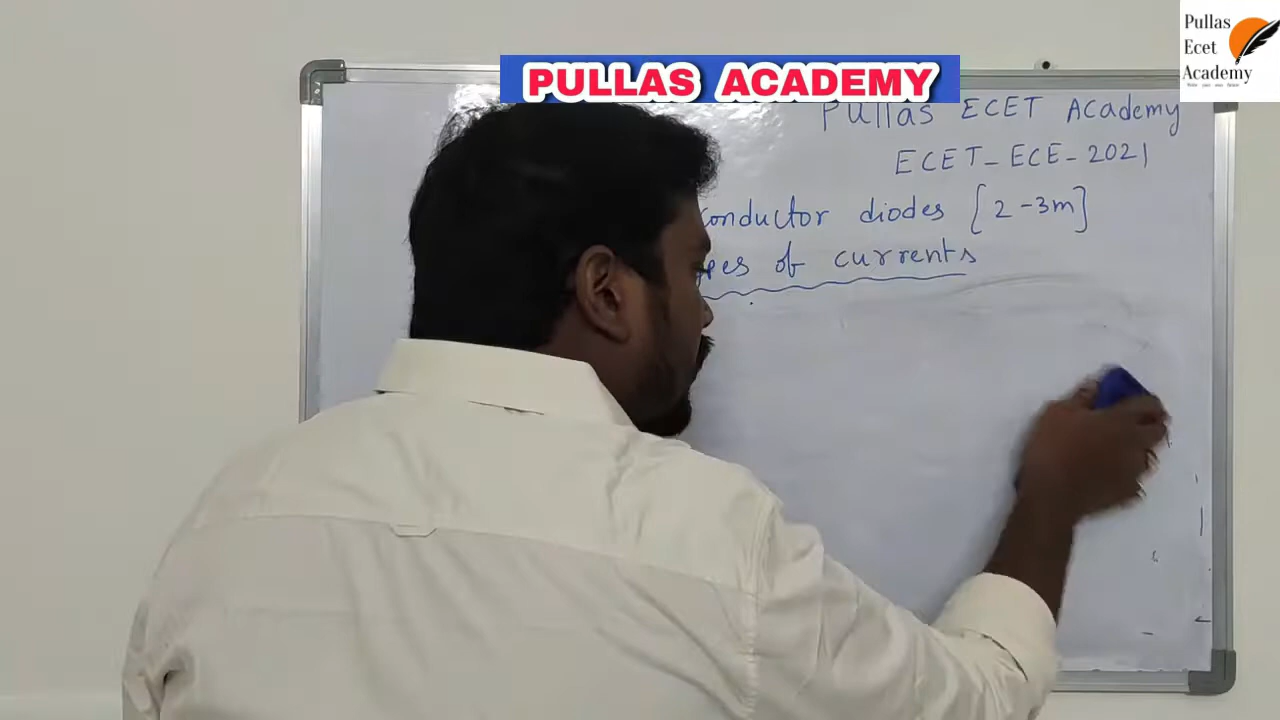 PULLAS ACADEMY
Pullas
Ecet
Academy
Pullas ECET Academy
ECET-ECE-2021
conductor diodes [2-3m]
pes of currents